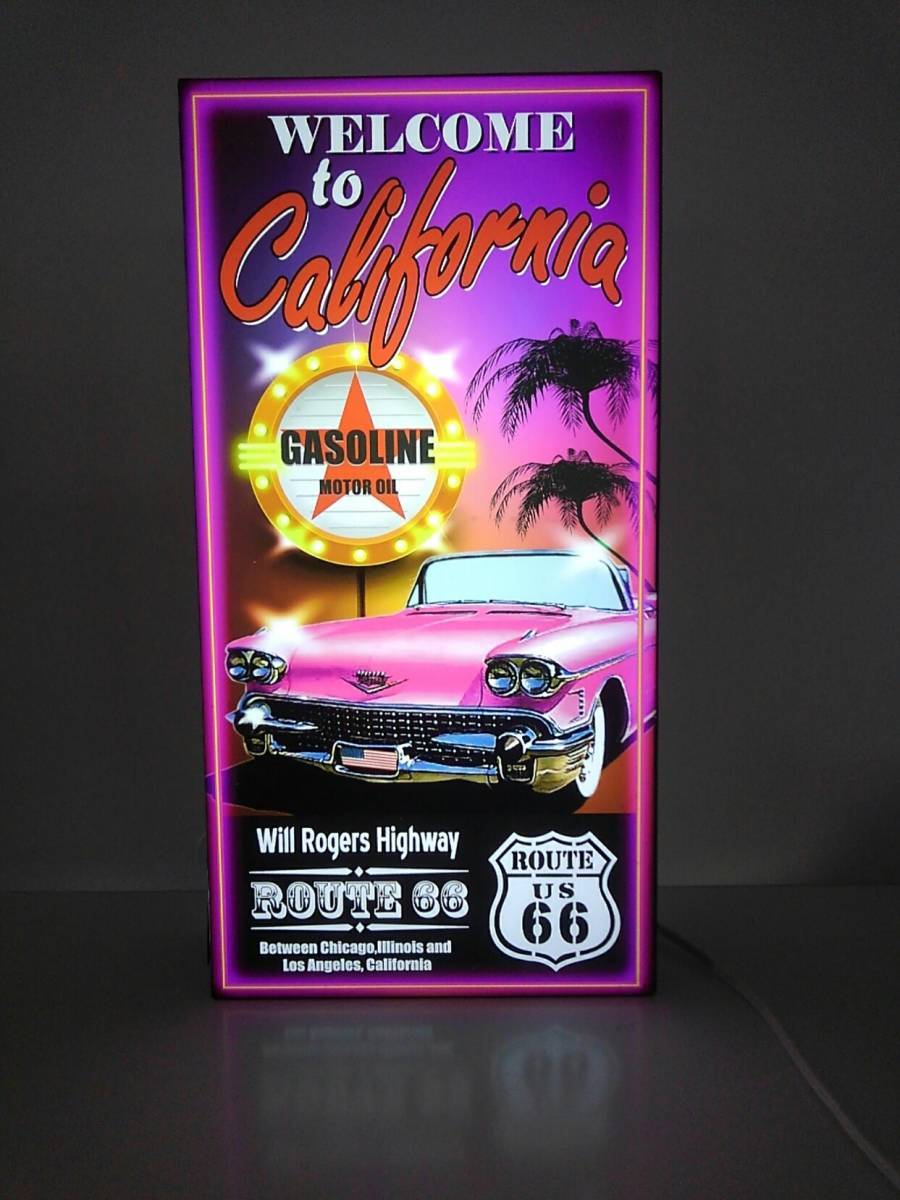 WELCOME
to
California
GASOLINE
MOTOR OIL
Will Rogers Highway
ROUTE 66
Between Chicago,Illinois and
Los Angeles, California
ROUTE
US
66